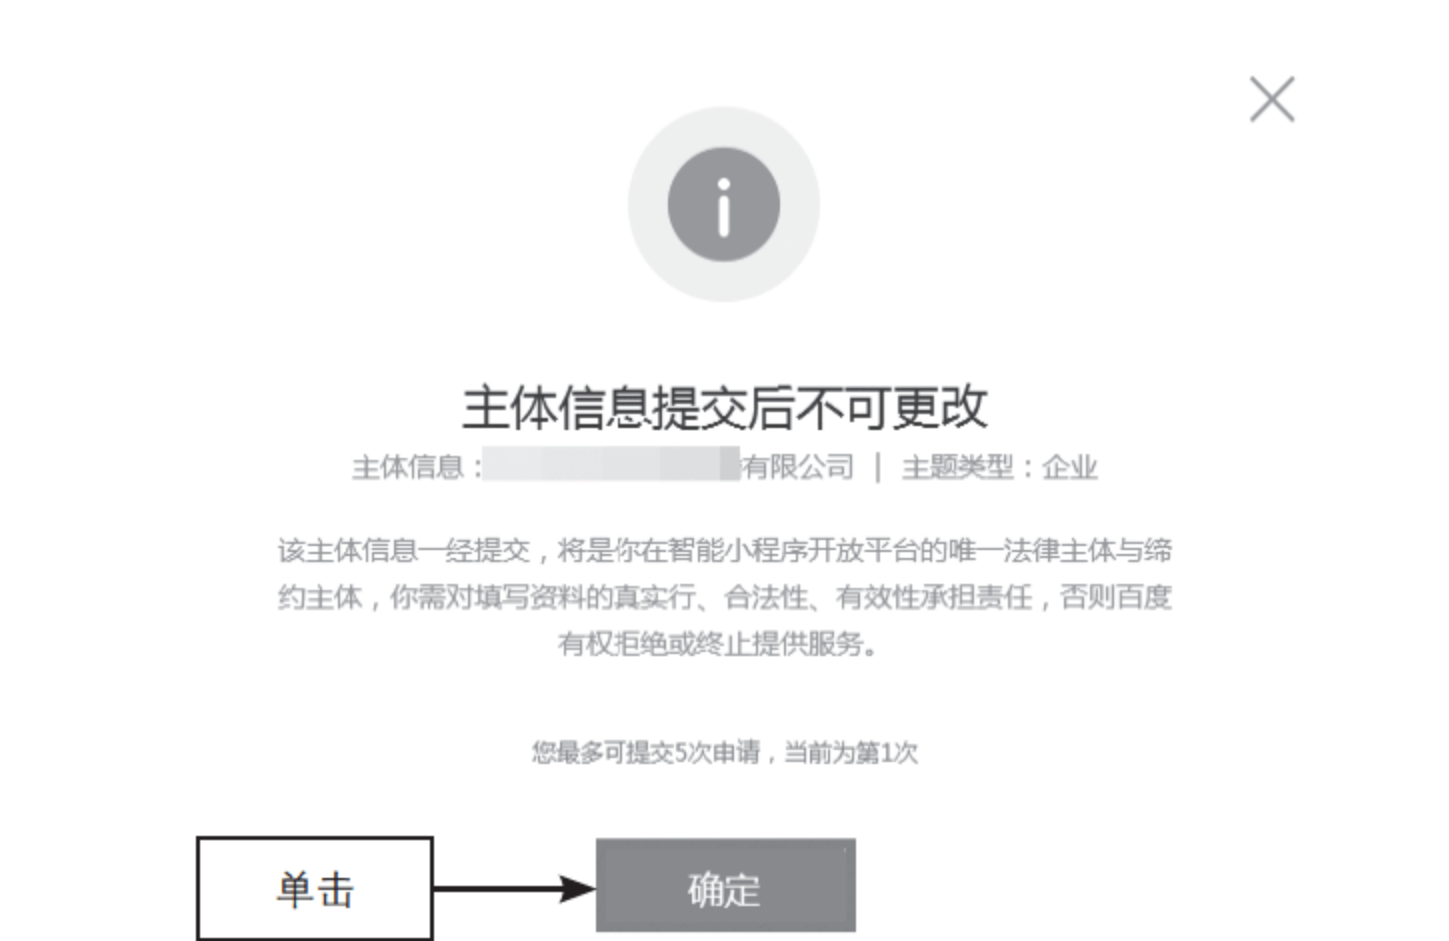 主体信息提交后不可更改
主体信息：有限公司 | 主题类型：企业
该主体信息一经提交，将是你在智能小程序开放平台的唯一法律主体与缔
约主体，你需对填写资料的真实行、合法性、有效性承担责任，否则百度
有权拒绝或终止提供服务。
您最多可提交5次申请，当前为第1次
单击
确定